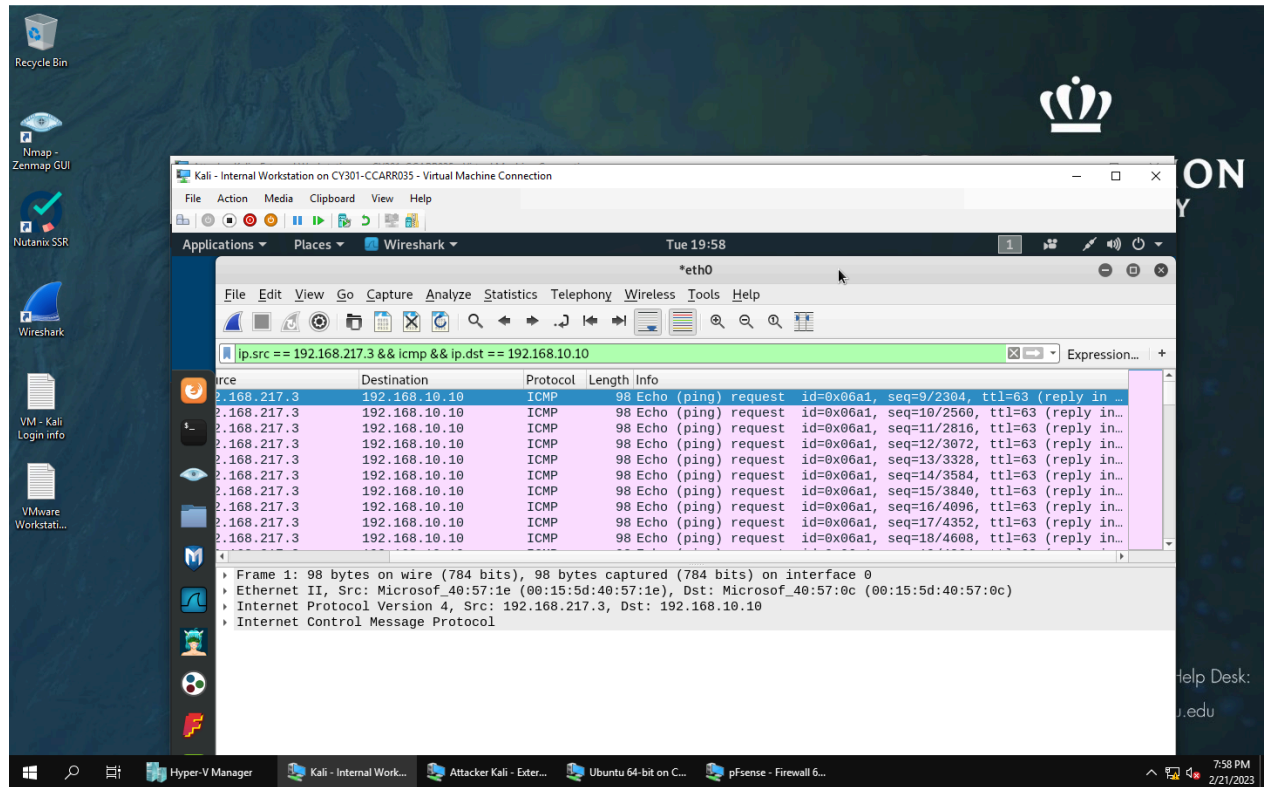 Recycle Bin
Nmap -
Zenmap GUI
Nutanix SSR
Wireshark
VM - Kali
Login info
VMware
Workstati...
ON
Y
Kali - Internal Workstation on CY301-CCARR035 - Virtual Machine Connection
File Action Media Clipboard View Help
Applications Places Wireshark Tue 19:58 1
*eth0
File Edit View Go Capture Analyze Statistics Telephony Wireless Tools Help
ip.src == 192.168.217.3 && icmp && ip.dst == 192.168.10.10 Expression... +
rce Destination Protocol Length Info
2.168.217.3 192.168.10.10 ICMP 98 Echo (ping) request id=0x06a1, seq=9/2304, ttl=63 (reply in …
2.168.217.3 192.168.10.10 ICMP 98 Echo (ping) request id=0x06a1, seq=10/2560, ttl=63 (reply in…
2.168.217.3 192.168.10.10 ICMP 98 Echo (ping) request id=0x06a1, seq=11/2816, ttl=63 (reply in…
2.168.217.3 192.168.10.10 ICMP 98 Echo (ping) request id=0x06a1, seq=12/3072, ttl=63 (reply in…
2.168.217.3 192.168.10.10 ICMP 98 Echo (ping) request id=0x06a1, seq=13/3328, ttl=63 (reply in…
2.168.217.3 192.168.10.10 ICMP 98 Echo (ping) request id=0x06a1, seq=14/3584, ttl=63 (reply in…
2.168.217.3 192.168.10.10 ICMP 98 Echo (ping) request id=0x06a1, seq=15/3840, ttl=63 (reply in…
2.168.217.3 192.168.10.10 ICMP 98 Echo (ping) request id=0x06a1, seq=16/4096, ttl=63 (reply in…
2.168.217.3 192.168.10.10 ICMP 98 Echo (ping) request id=0x06a1, seq=17/4352, ttl=63 (reply in…
2.168.217.3 192.168.10.10 ICMP 98 Echo (ping) request id=0x06a1, seq=18/4608, ttl=63 (reply in…
Frame 1: 98 bytes on wire (784 bits), 98 bytes captured (784 bits) on interface 0
Ethernet II, Src: Microsof_40:57:1e (00:15:5d:40:57:1e), Dst: Microsof_40:57:0c (00:15:5d:40:57:0c)
Internet Protocol Version 4, Src: 192.168.217.3, Dst: 192.168.10.10
Internet Control Message Protocol
Help Desk:
u.edu
Hyper-V Manager Kali - Internal Work... Attacker Kali - Exter... Ubuntu 64-bit on C... pFsense - Firewall 6... 7:58 PM
2/21/2023